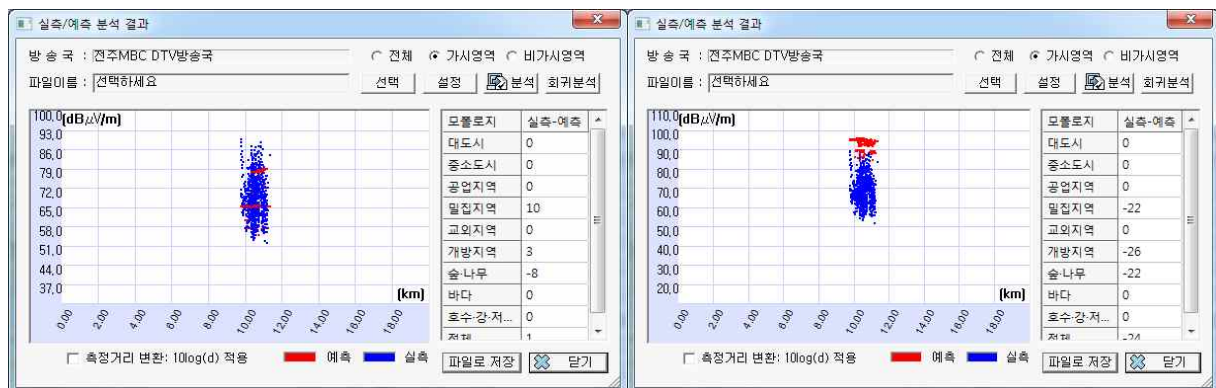 실측/예측 분석 결과
방 송 국 : 전주MBC DTV방송국 전체 가시영역 비가시영역
파일이름 : 선택하세요 선택 설정 분석 회귀분석
100,0 (dBμV/m)
93,0
86,0
79,0
72,0
65,0
58,0
51,0
44,0
37,0
(km)
0,00 2,00 4,00 6,00 8,00 10,00 12,00 14,00 16,00 18,00
모폴로지 실측-예측
대도시 0
중소도시 0
공업지역 0
밀집지역 10
교외지역 0
개방지역 3
숲·나무 -8
바다 0
호수·강·저... 0
전체 1
측정거리 변환: 10log(d) 적용 예측 실측 파일로 저장 닫기
실측/예측 분석 결과
방 송 국 : 전주MBC DTV방송국 전체 가시영역 비가시영역
파일이름 : 선택하세요 선택 설정 분석 회귀분석
110,0 (dBμV/m)
100,0
90,0
80,0
70,0
60,0
50,0
40,0
30,0
20,0
(km)
0,00 2,00 4,00 6,00 8,00 10,00 12,00 14,00 16,00 18,00
모폴로지 실측-예측
대도시 0
중소도시 0
공업지역 0
밀집지역 -22
교외지역 0
개방지역 -26
숲·나무 -22
바다 0
호수·강·저... 0
전체 -24
측정거리 변환: 10log(d) 적용 예측 실측 파일로 저장 닫기